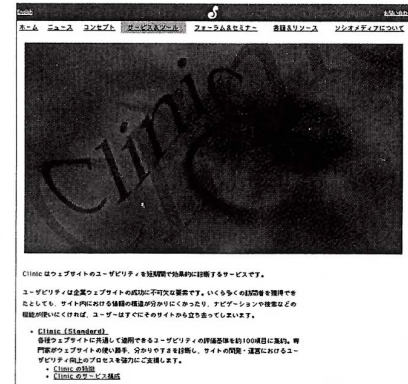 English
お問い合わせ
ホーム ニュース コンセプト サービス&ツール フォーラム&セミナー 書籍&リソース ソシオメディアについて
Clinic
Clinic はウェブサイトのユーザビリティを短期間で効果的に診断するサービスです。
ユーザビリティは企業ウェブサイトの成功に不可欠な要素です。いくら多くの訪問者を獲得でき
たとしても、サイト内における情報の構造が分かりにくかったり、ナビゲーションや検索などの
機能が使いにくければ、ユーザーはすぐにそのサイトから立ち去ってしまいます。
Clinic (Standard)
各種ウェブサイトに共通して適用できるユーザビリティの評価基準を約100項目に集約。専
門家がウェブサイトの使い勝手、分かりやすさを診断し、サイトの開発・運営におけるユー
ザビリティ向上のプロセスを強力にご支援します。
Clinic の特徴
Clinic のサービス構成